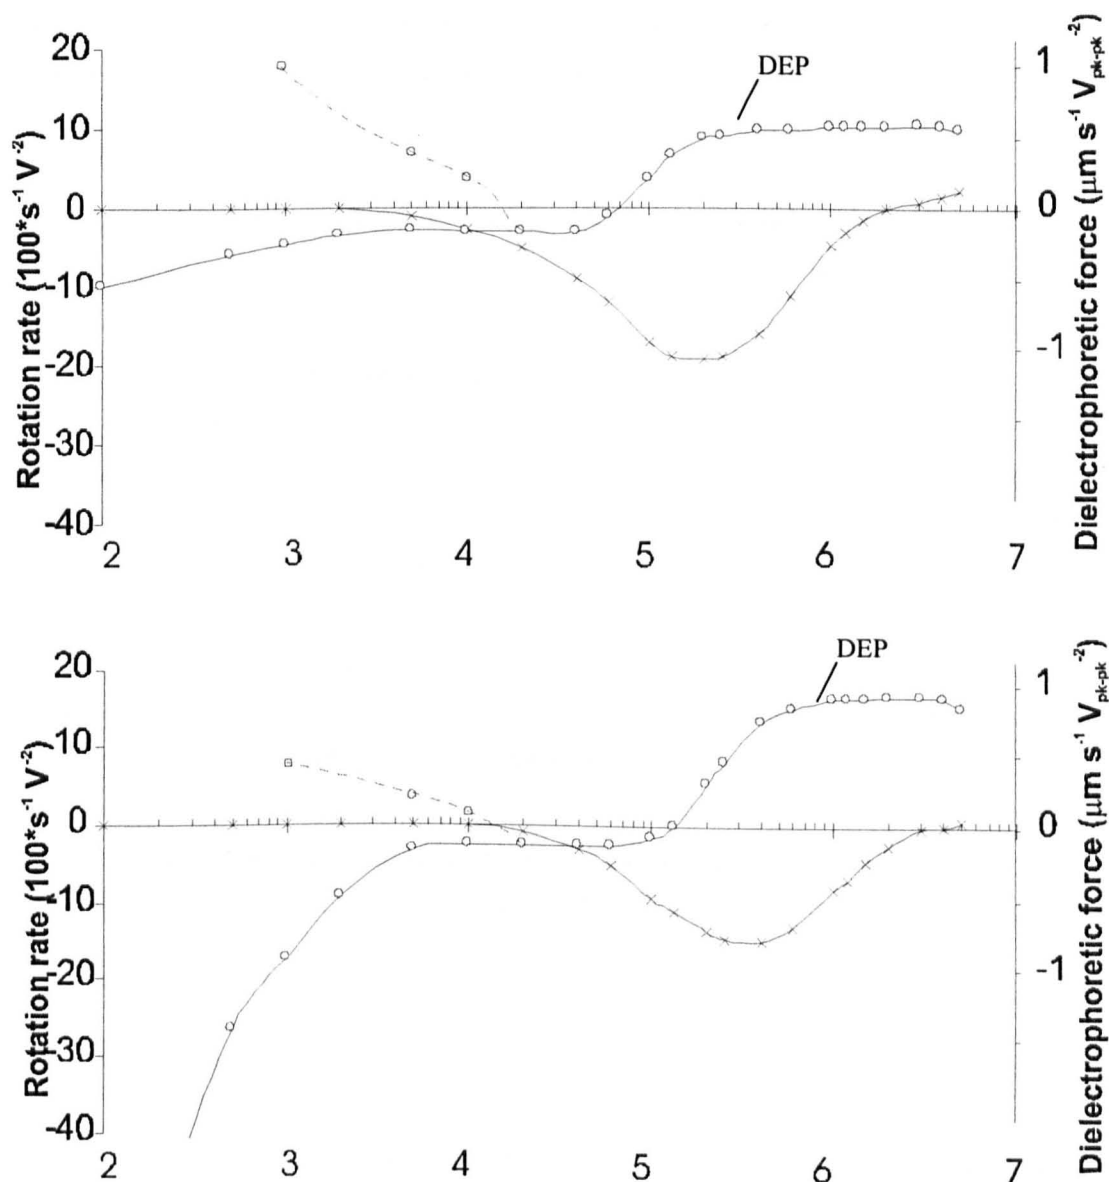 DEP
20
10
0
-10
-20
-30
-40
Rotation rate (100*s⁻¹ V⁻²)
1
0
-1
Dielectrophoretic force (μm s⁻¹ Vpk-pk⁻²)
2 3 4 5 6 7
DEP
20
10
0
-10
-20
-30
-40
Rotation rate (100*s⁻¹ V⁻²)
1
0
-1
Dielectrophoretic force (μm s⁻¹ Vpk-pk⁻²)
2 3 4 5 6 7